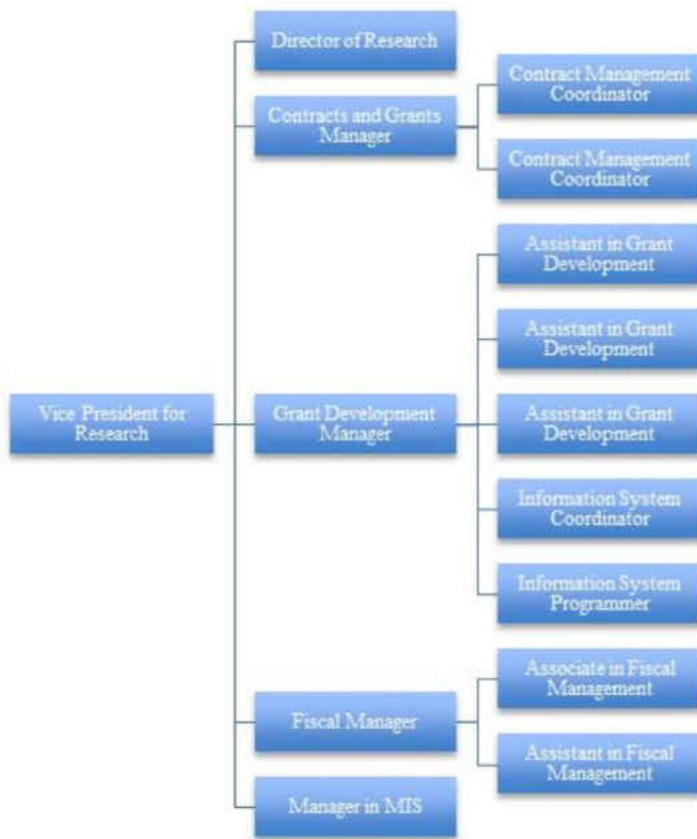 Director of Research
Contract Management
Coordinator
Contracts and Grants
Manager
Contract Management
Coordinator
Assistant in Grant
Development
Assistant in Grant
Development
Vice President for
Research
Grant Development
Manager
Assistant in Grant
Development
Information System
Coordinator
Information System
Programmer
Associate in Fiscal
Management
Fiscal Manager
Assistant in Fiscal
Management
Manager in MIS